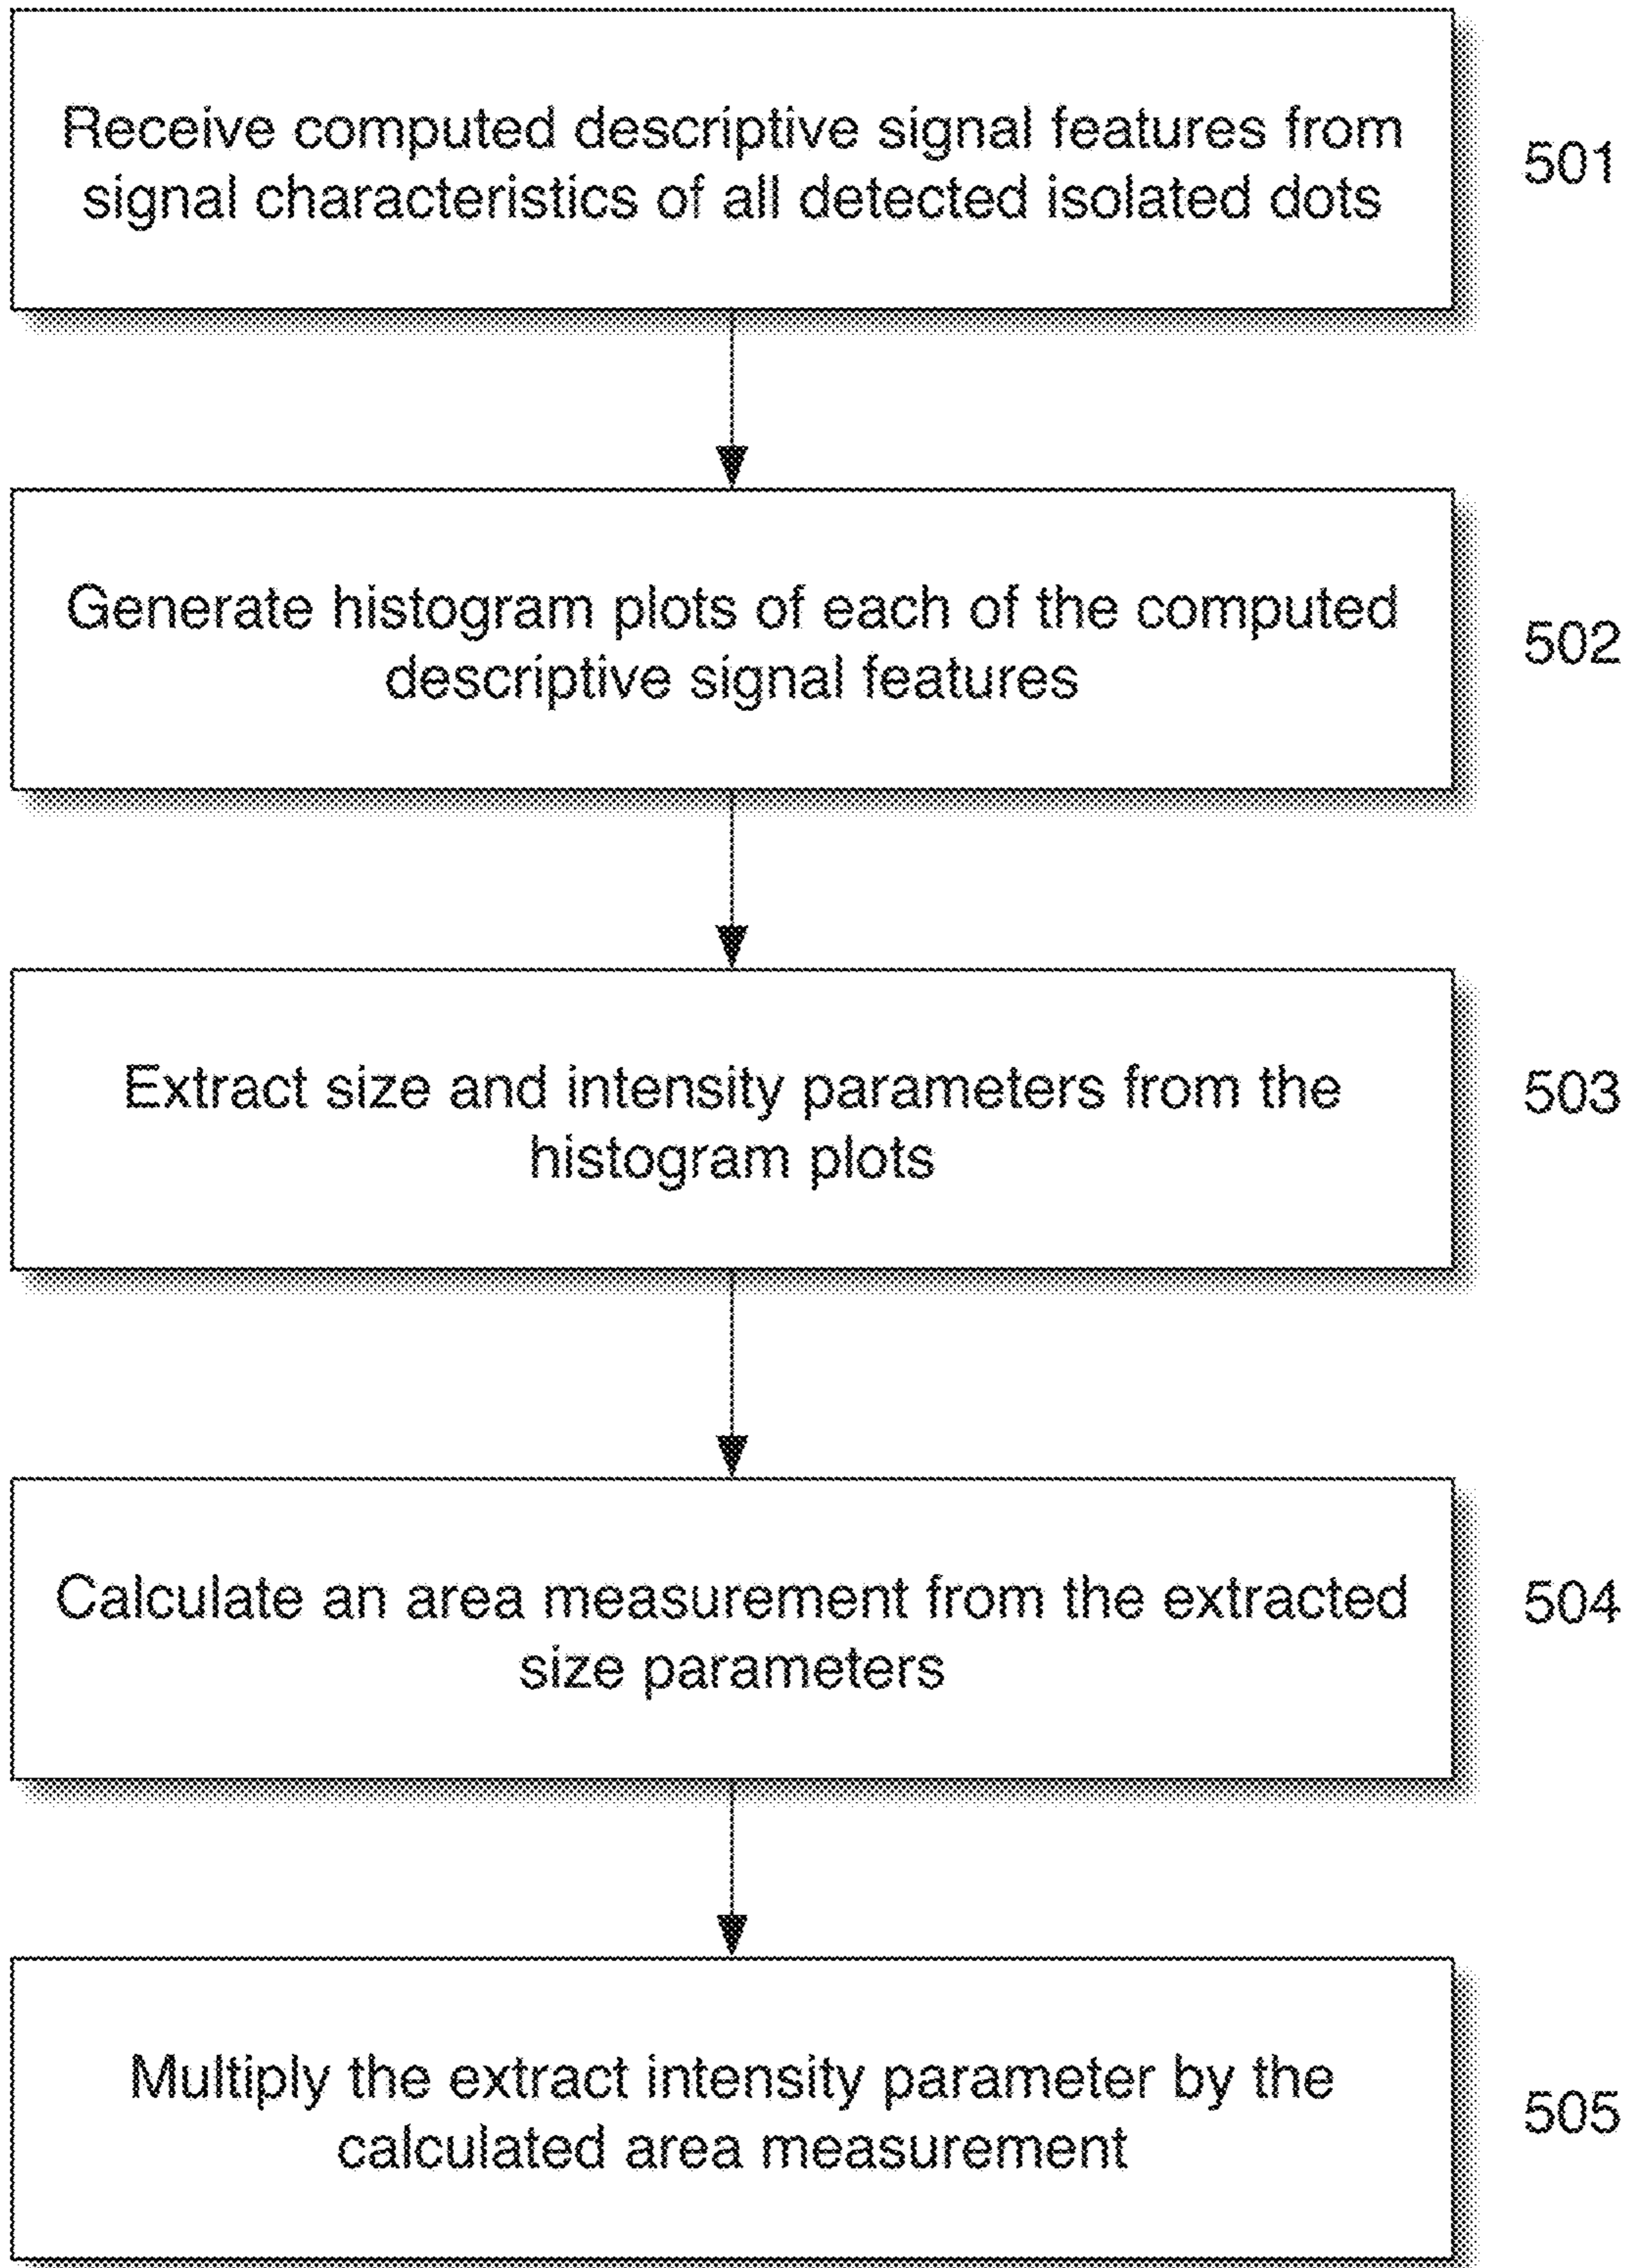 Receive computed descriptive signal features from
signal characteristics of all detected isolated dots
501
Generate histogram plots of each of the computed
descriptive signal features
502
Extract size and intensity parameters from the
histogram plots
503
Calculate an area measurement from the extracted
size parameters
504
Multiply the extract intensity parameter by the
calculated area measurement
505